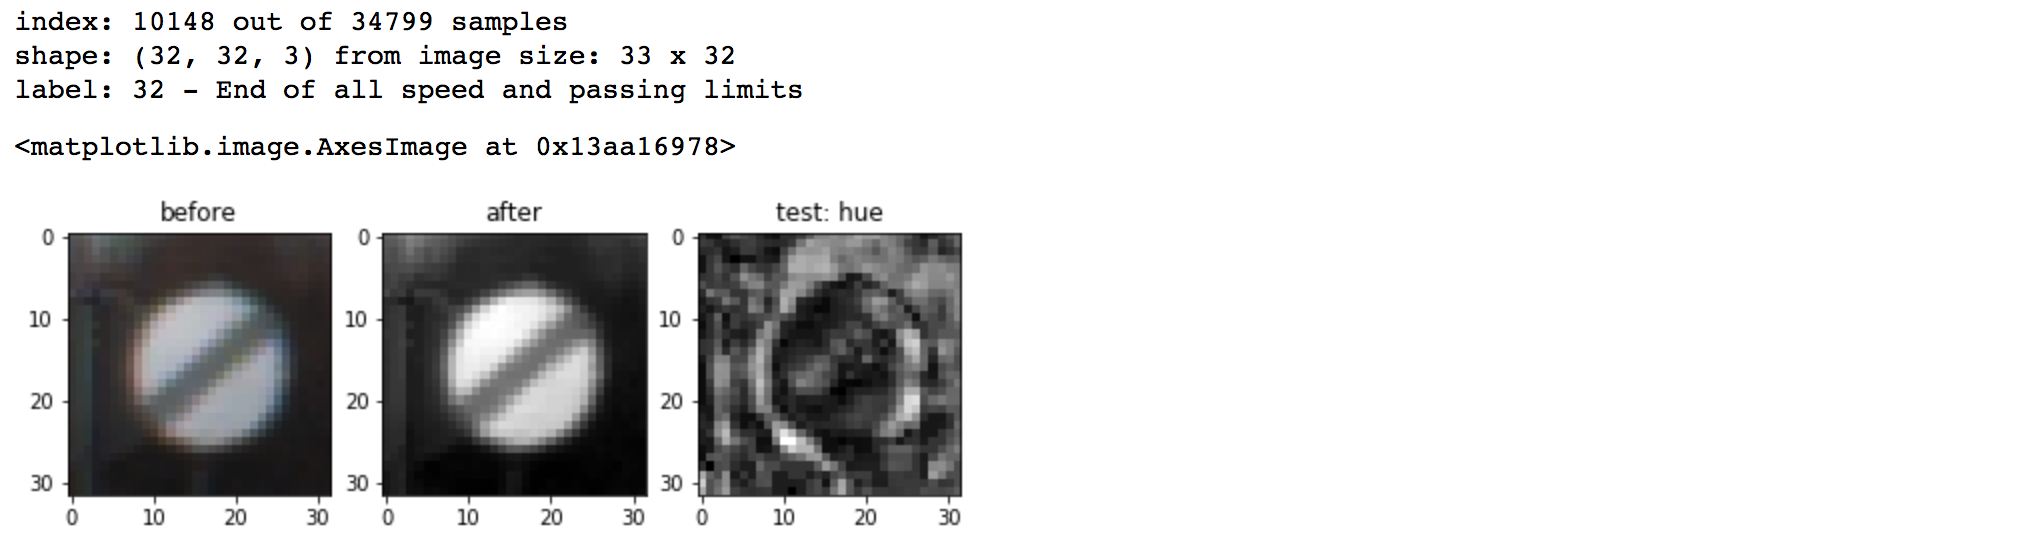 index: 10148 out of 34799 samples
shape: (32, 32, 3) from image size: 33 x 32
label: 32 - End of all speed and passing limits
<matplotlib.image.AxesImage at 0x13aa16978>
before after test: hue
0 0 0
10 10 10
20 20 20
30 30 30
0 10 20 30 0 10 20 30 0 10 20 30